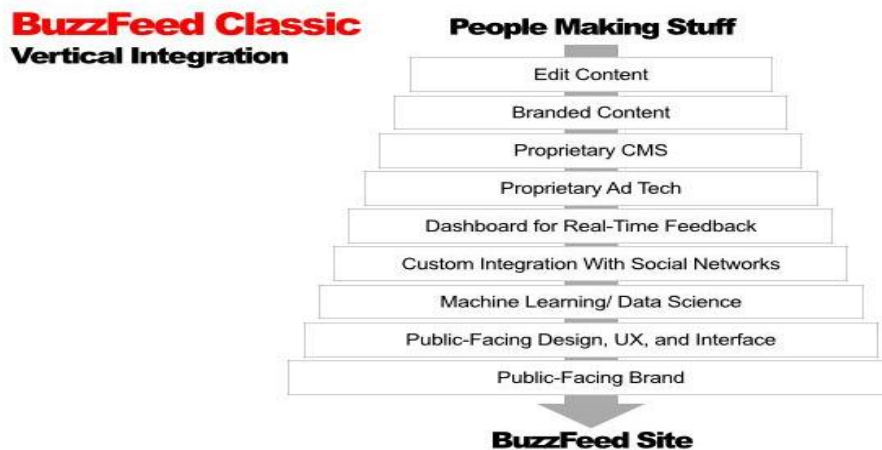 BuzzFeed Classic
Vertical Integration
People Making Stuff
Edit Content
Branded Content
Proprietary CMS
Proprietary Ad Tech
Dashboard for Real-Time Feedback
Custom Integration With Social Networks
Machine Learning/ Data Science
Public-Facing Design, UX, and Interface
Public-Facing Brand
BuzzFeed Site